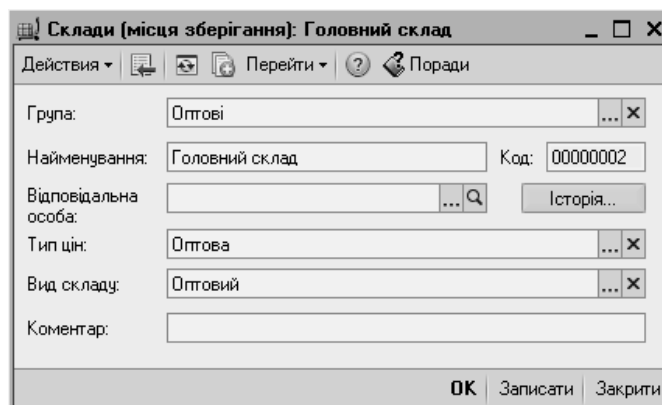 Склади (місця зберігання): Головний склад
Действия Перейти Поради
Група: Оптові ...
Найменування: Головний склад Код: 00000002
Відповідальна особа: ... Історія...
Тип цін: Оптова ...
Вид складу: Оптовий ...
Коментар:
OK Записати Закрити